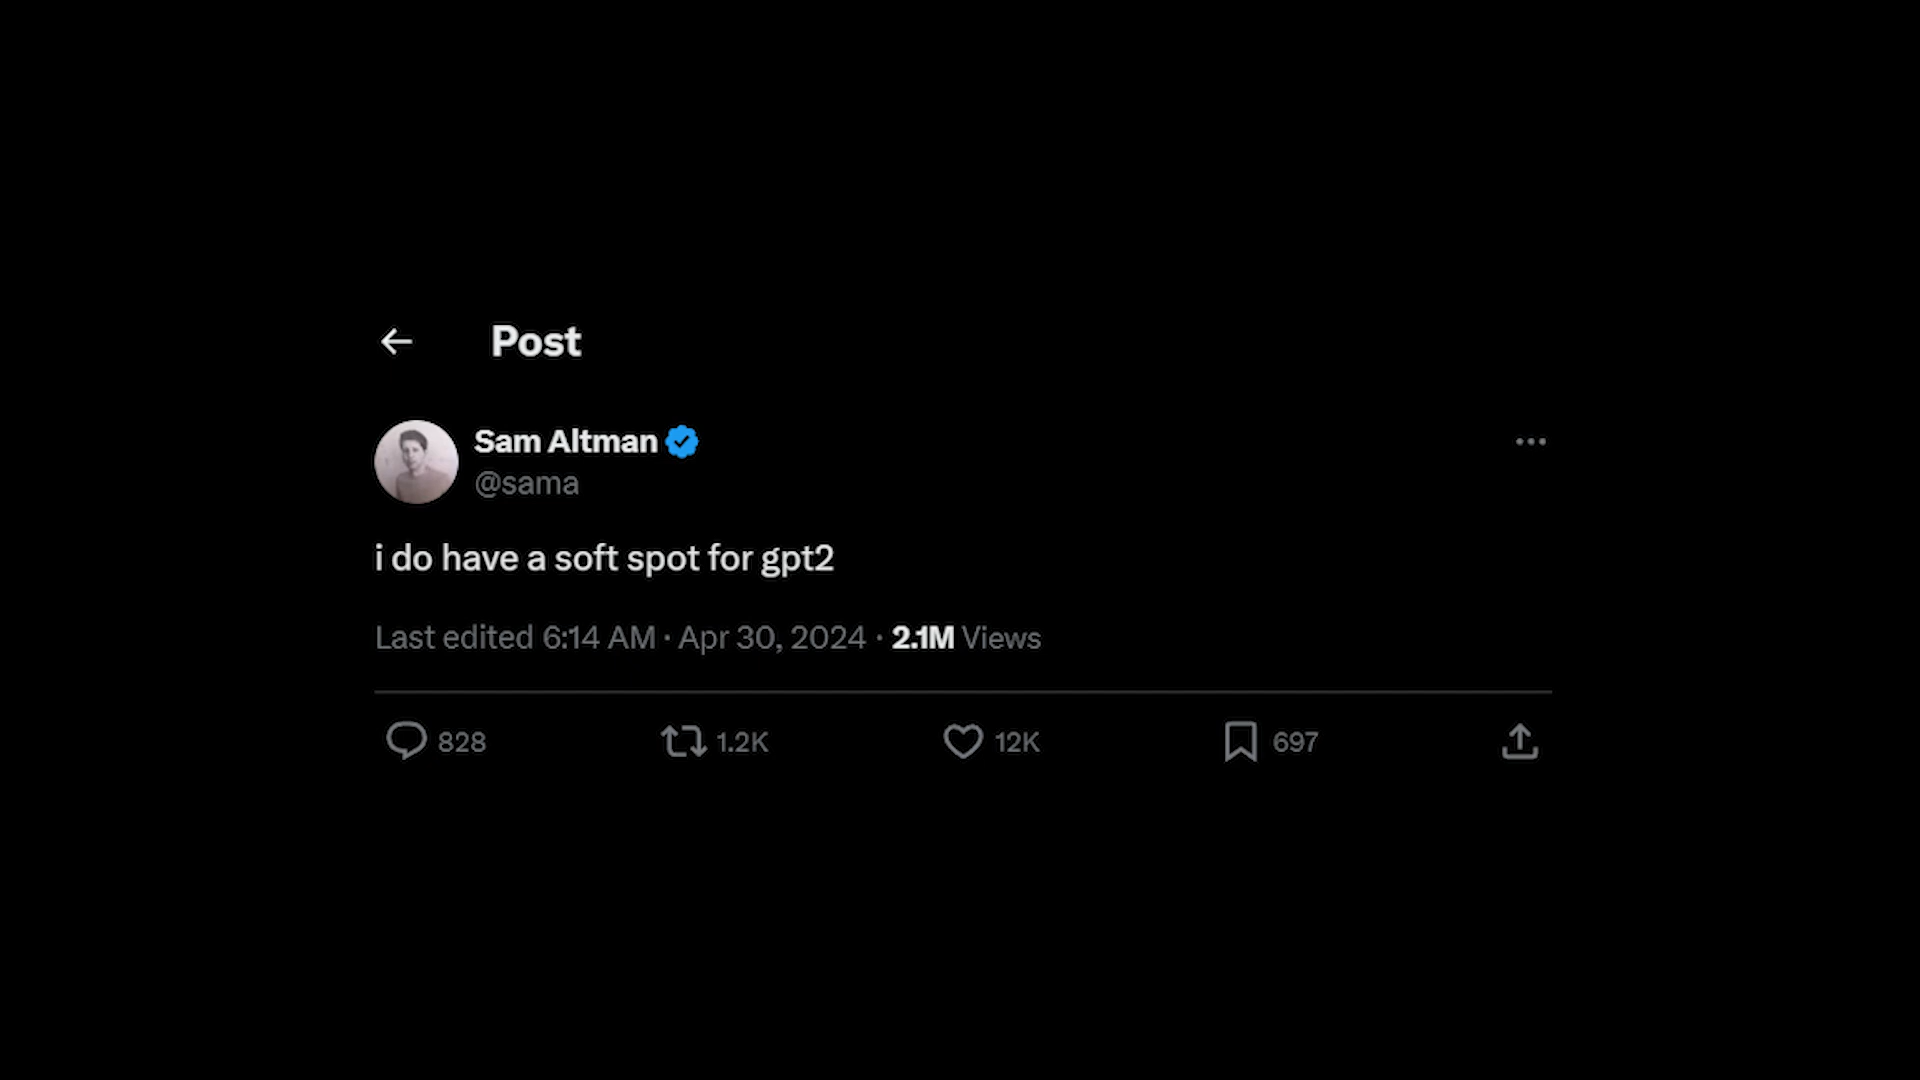 Post
Sam Altman
@sama
i do have a soft spot for gpt2
Last edited 6:14 AM · Apr 30, 2024 · 2.1M Views
828 1.2K 12K 697